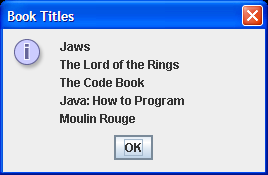 Book Titles
Jaws
The Lord of the Rings
The Code Book
Java: How to Program
Moulin Rouge
OK